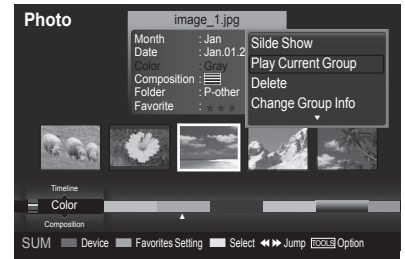 Photo
image_1.jpg
Month : Jan
Date : Jan.01.2
Color : Gray
Composition :
Folder : P-other
Favorite : ★★★
Silde Show
Play Current Group
Delete
Change Group Info
Timeline
Color
Composition
SUM Device Favorites Setting Select Jump TOOLS Option